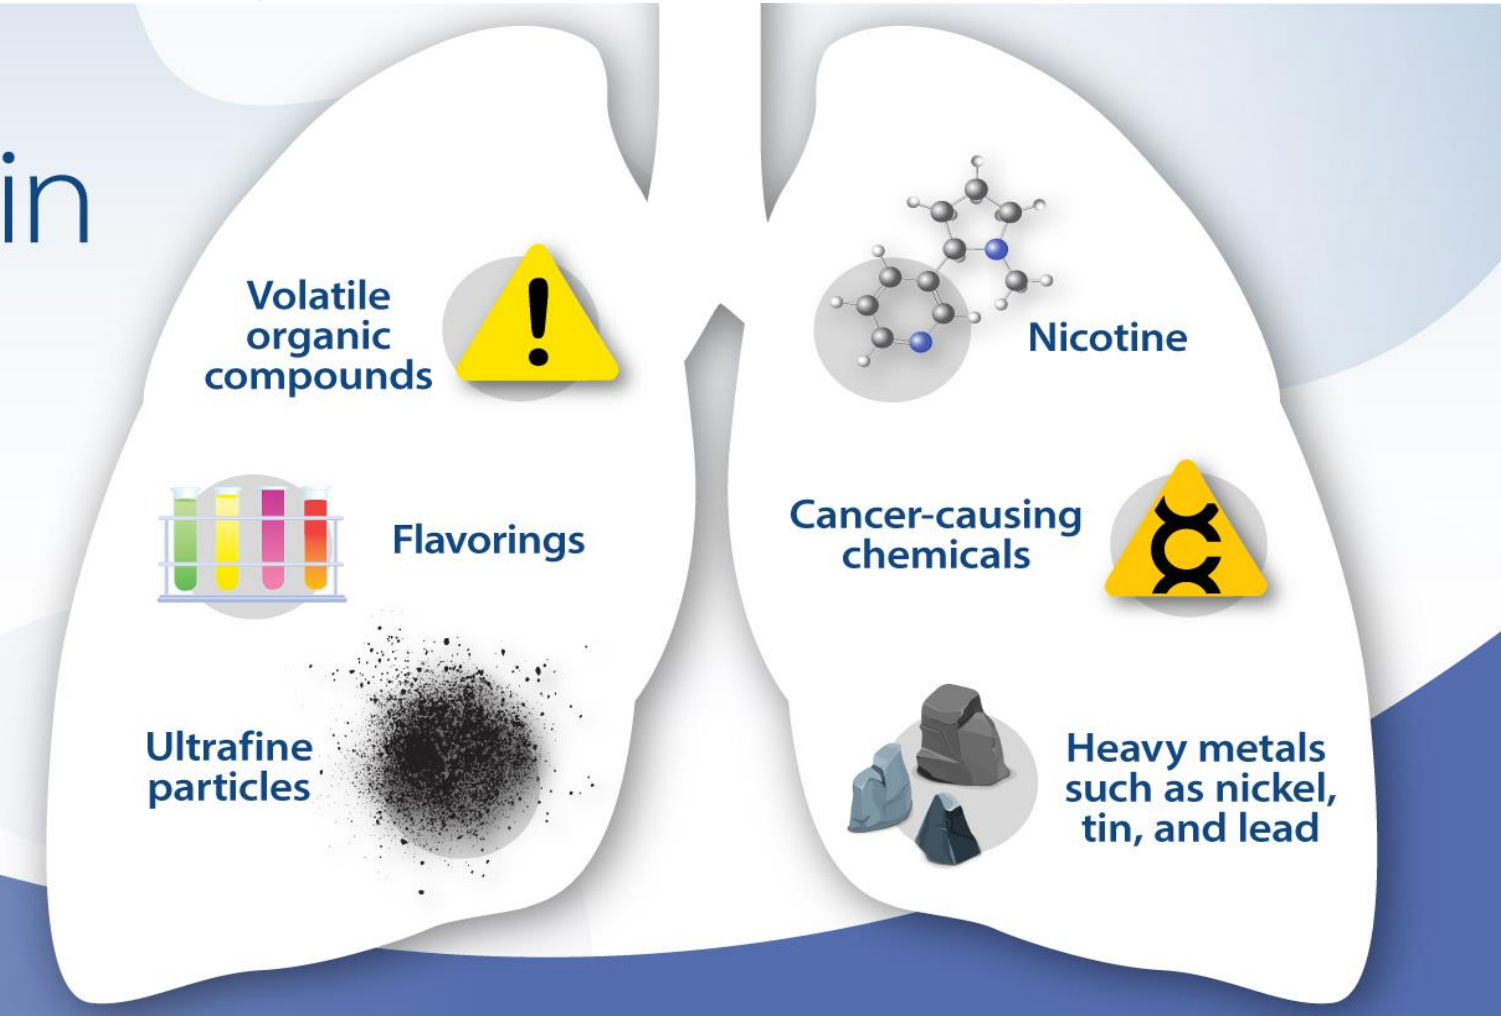 in
Volatile
organic
compounds
Nicotine
Flavorings
Cancer-causing
chemicals
Ultrafine
particles
Heavy metals
such as nickel,
tin, and lead